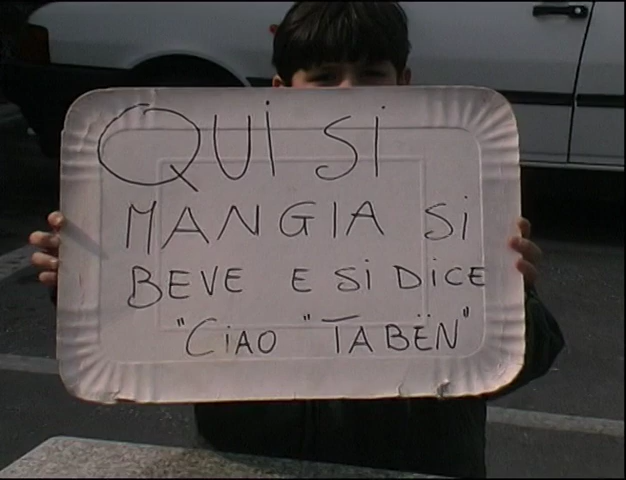 QUI SI
MANGIA SI
BEVE E SI DICE
"CIAO" "TABËN"